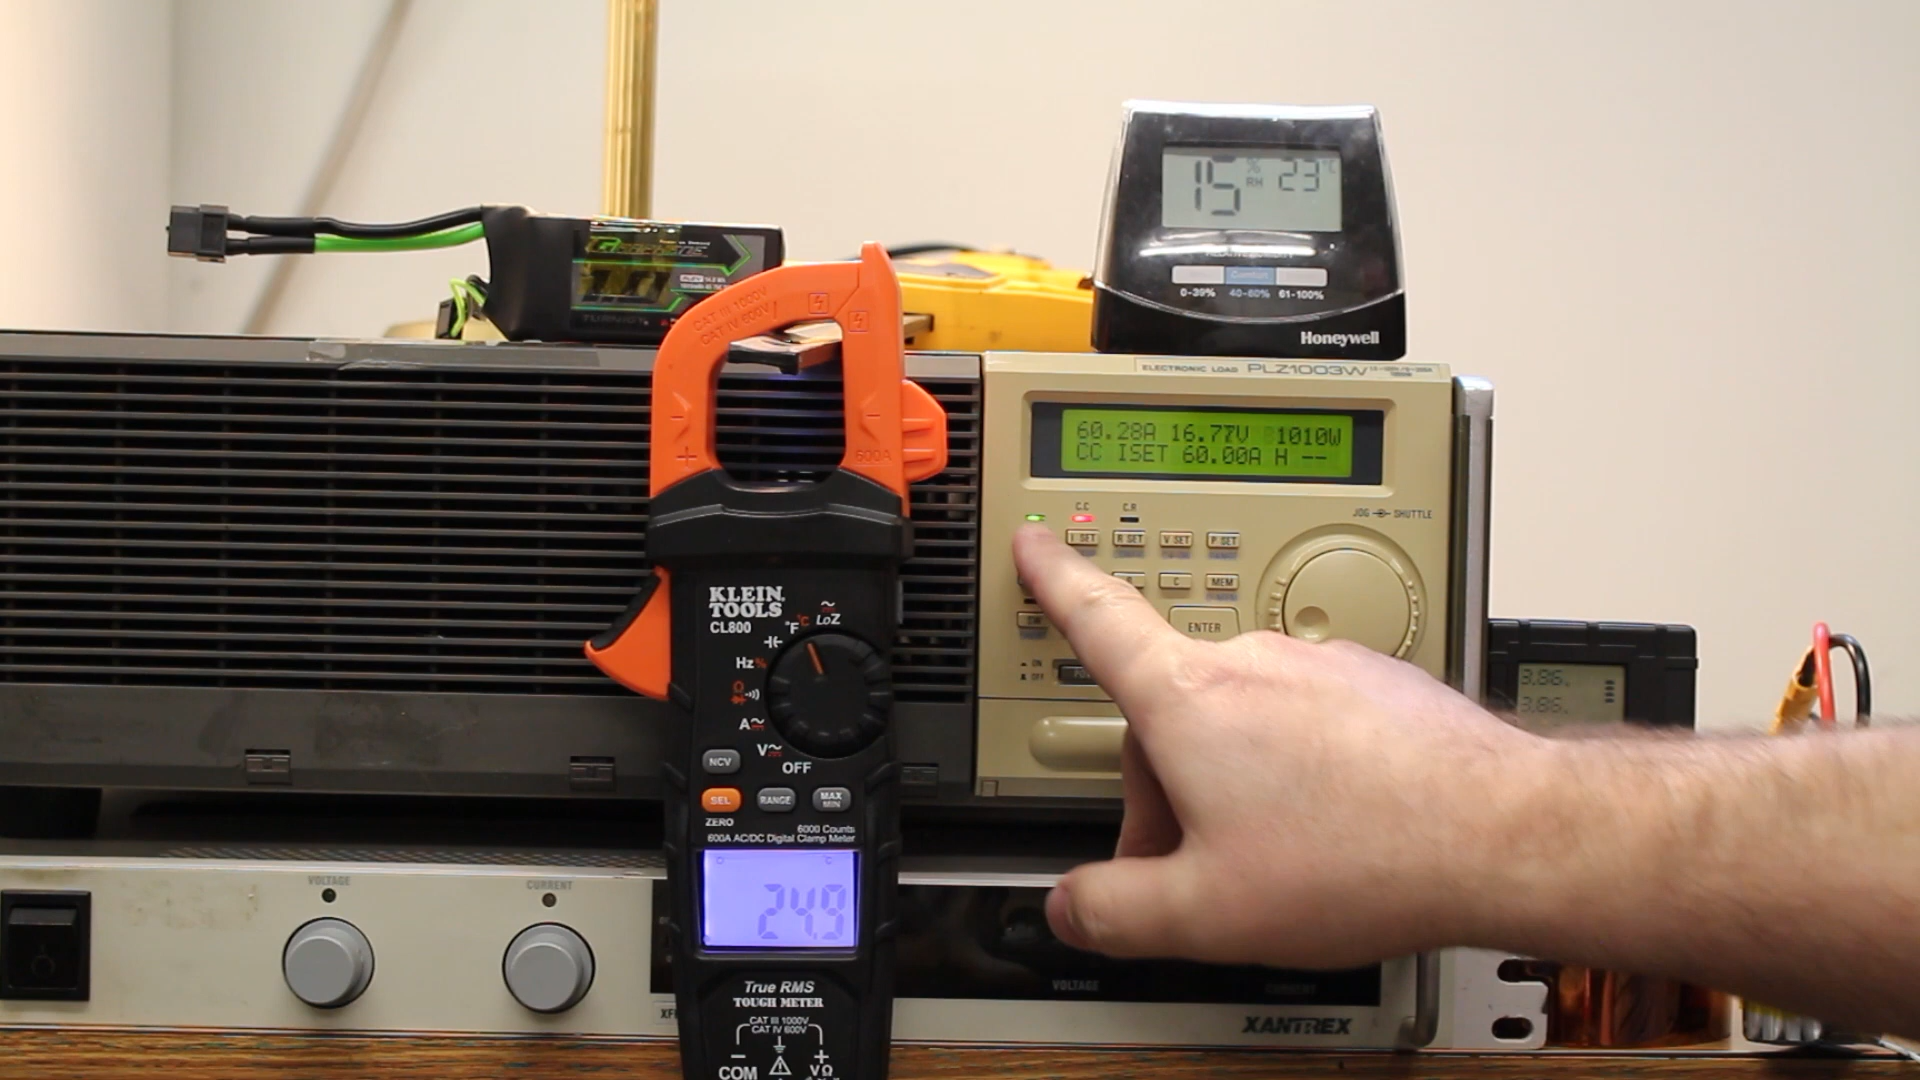 15 % RH 23°C
0-39% 40-60% 61-100%
Honeywell
CAT III 1000V
CAT IV 600V
600A
ELECTRONIC LOAD PLZ1003W
60.28A 16.77V 1010W
CC ISET 60.00A H --
C.C C.R
JOG SHUTTLE
I SET R SET V SET P SET
C MEM
SW ENTER
ON
OFF
KLEIN
TOOLS
CL800
°F °C LoZ
Hz %
A
V
OFF
NCV
SEL RANGE MAX MIN
ZERO
6000 Counts
600A AC/DC Digital Clamp Meter
24.9
True RMS
TOUGH METER
CAT III 1000V
CAT IV 600V
COM VΩ
3.86.
3.86.
VOLTAGE CURRENT
VOLTAGE
XANTREX